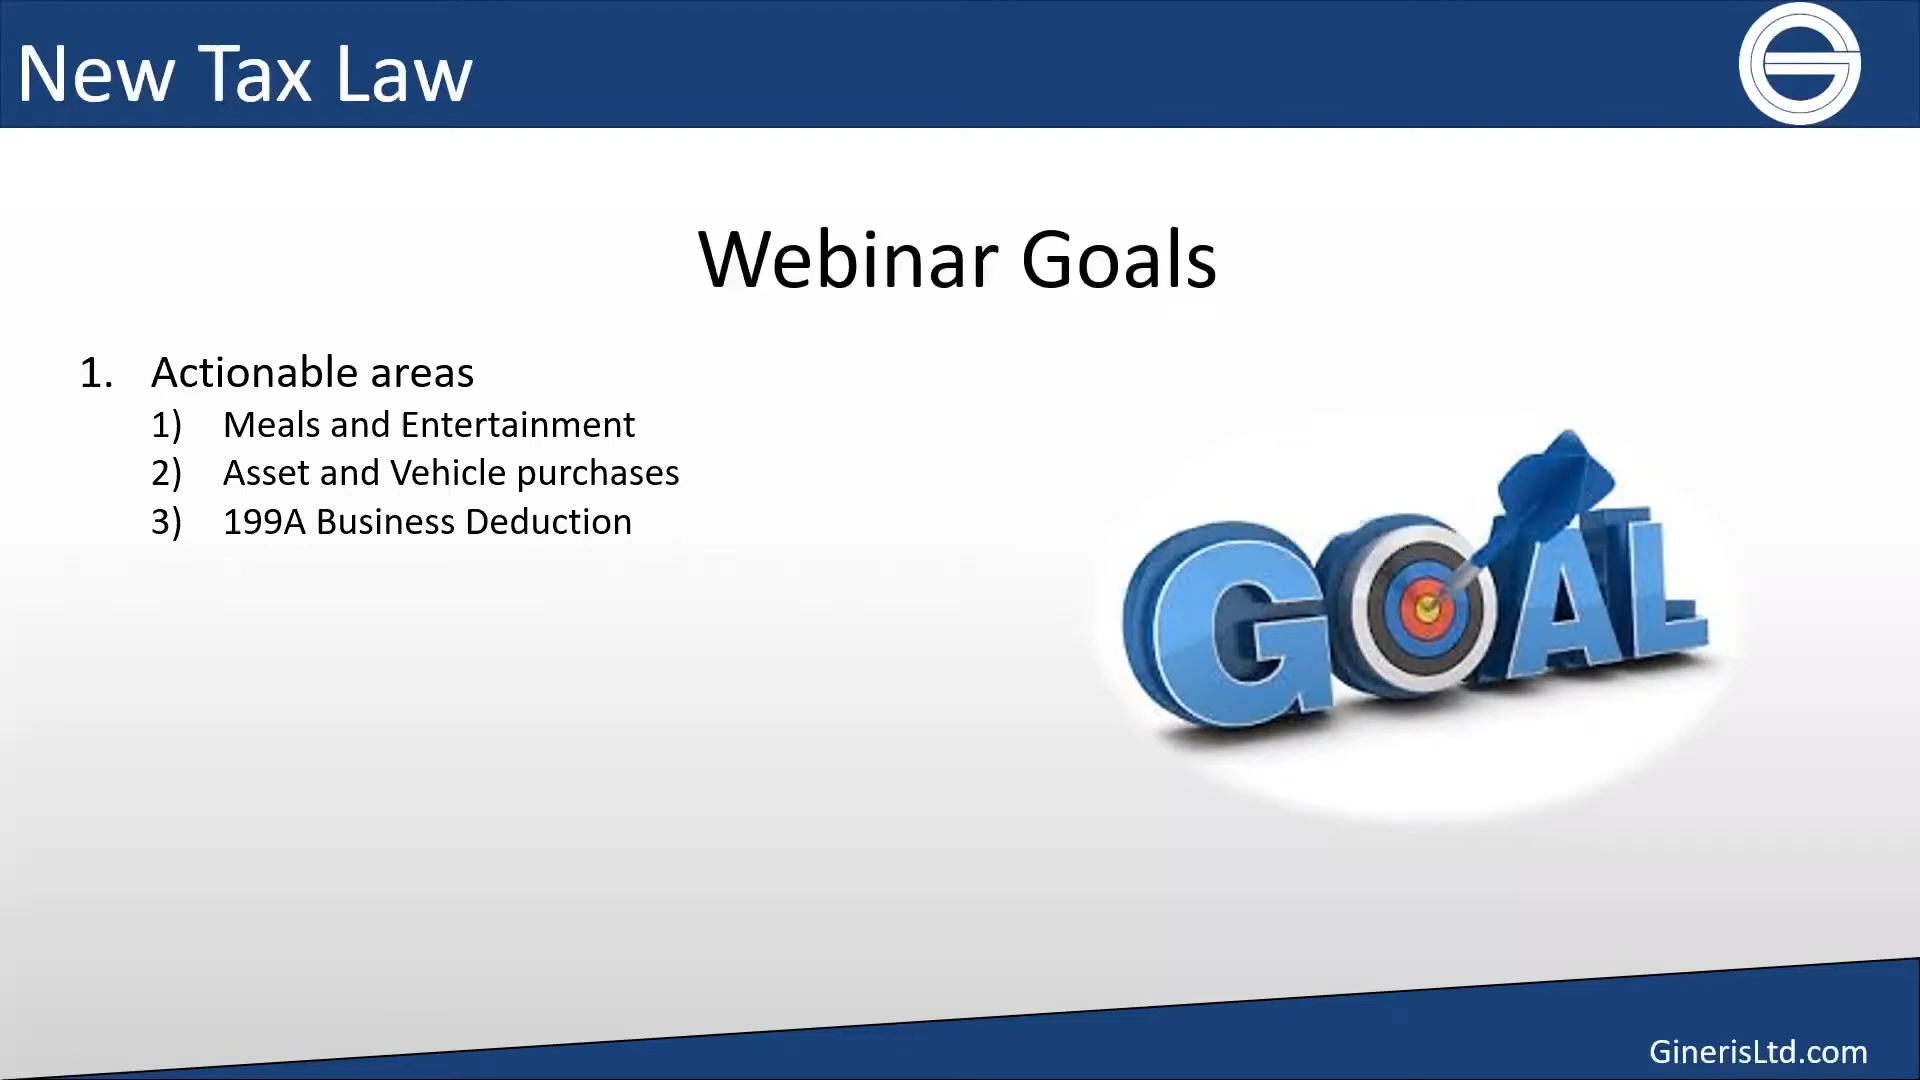 New Tax Law
Webinar Goals
1. Actionable areas
1) Meals and Entertainment
2) Asset and Vehicle purchases
3) 199A Business Deduction
GOAL
GinerisLtd.com